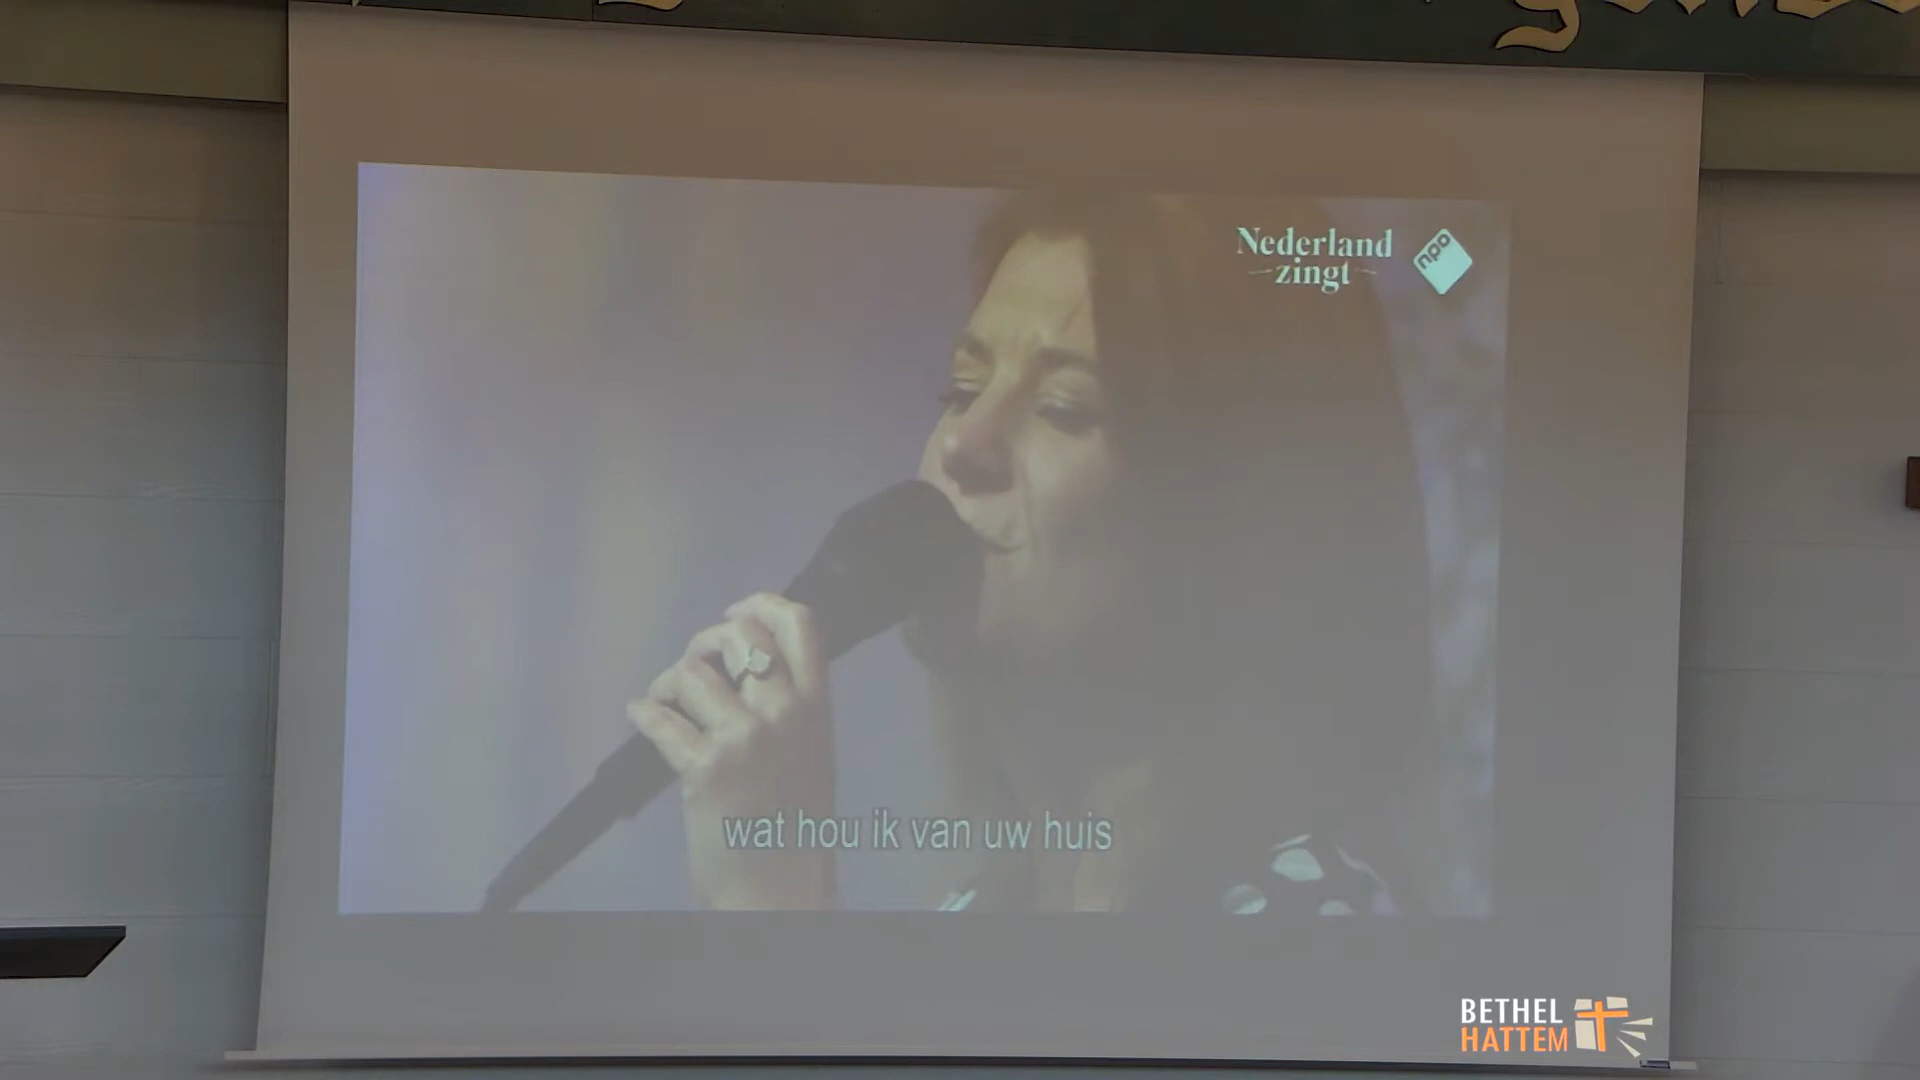 Nederland
zingt
npo
wat hou ik van uw huis
BETHEL
HATTEM